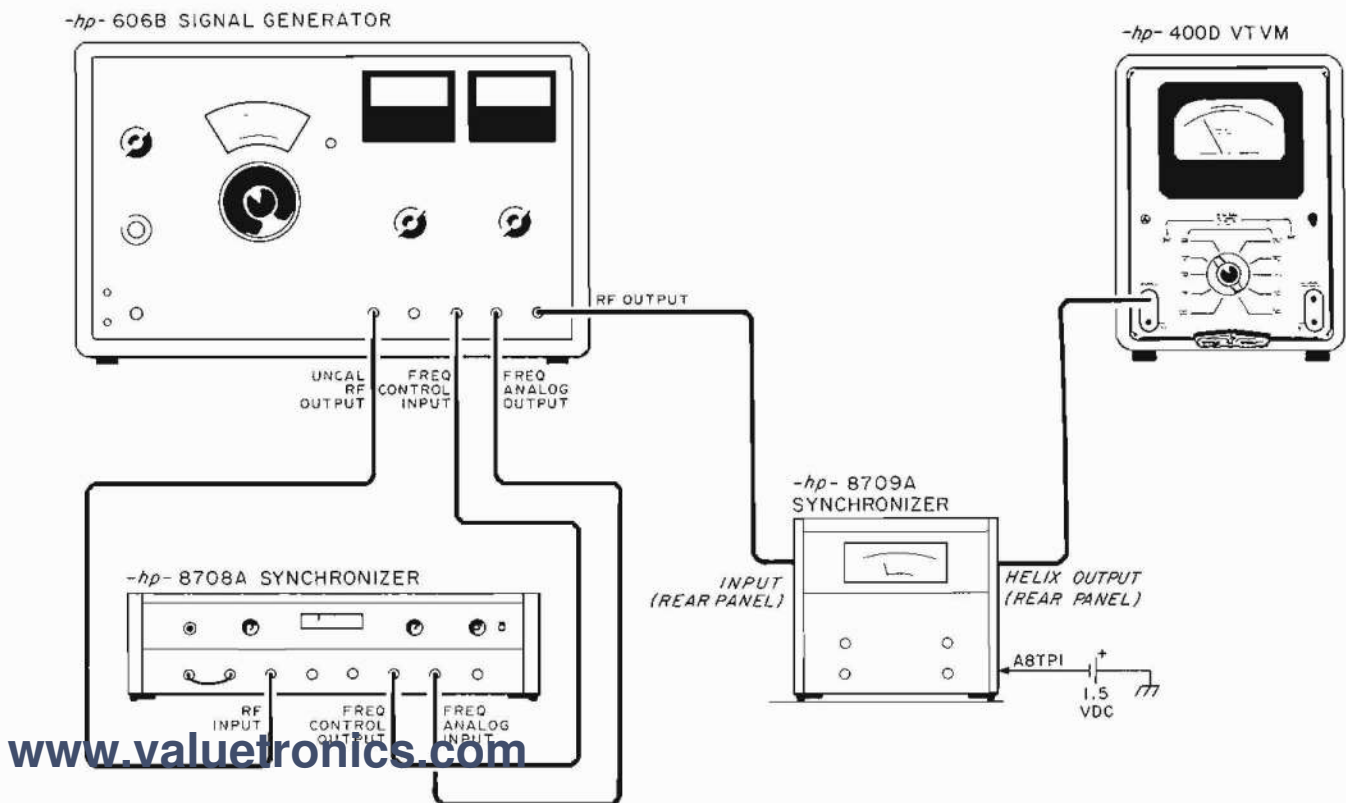 -hp- 606B SIGNAL GENERATOR
-hp- 400D VTVM
RF OUTPUT
UNCAL
RF
OUTPUT
FREQ
CONTROL
INPUT
FREQ
ANALOG
OUTPUT
-hp- 8709A
SYNCHRONIZER
INPUT
(REAR PANEL)
HELIX OUTPUT
(REAR PANEL)
A8TP1
+
1.5
VDC
-hp- 8708A SYNCHRONIZER
RF
INPUT
FREQ
CONTROL
OUTPUT
FREQ
ANALOG
INPUT
www.valuetronics.com